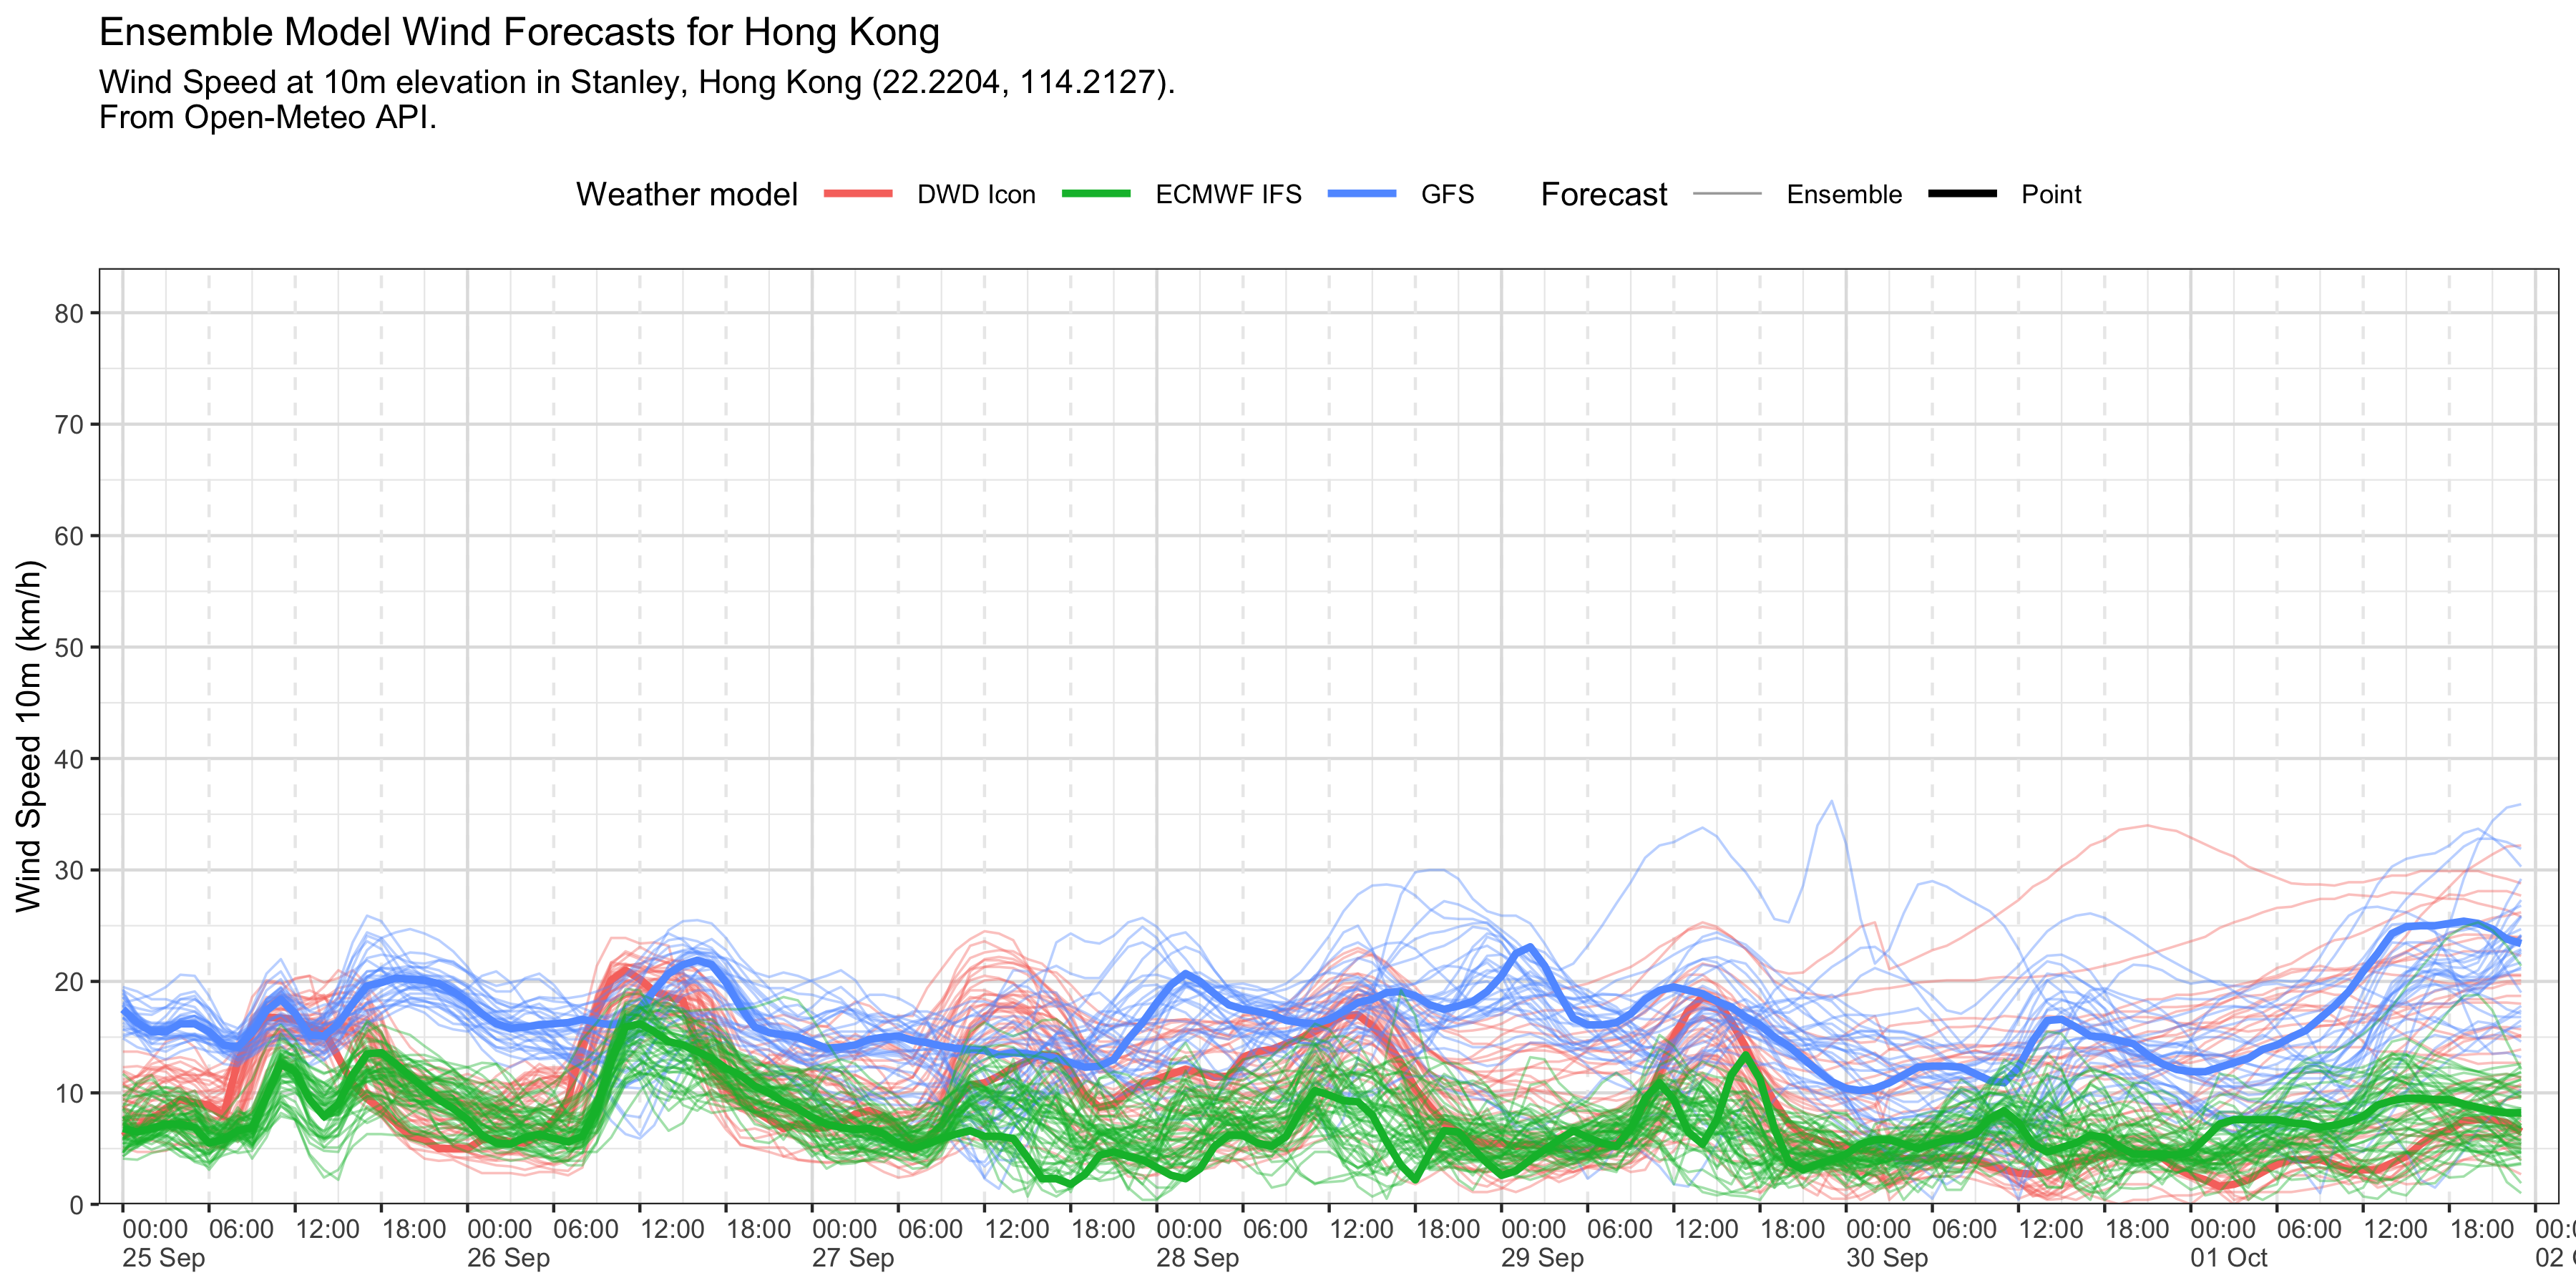 Ensemble Model Wind Forecasts for Hong Kong
Wind Speed at 10m elevation in Stanley, Hong Kong (22.2204, 114.2127).
From Open-Meteo API.
Weather model DWD Icon ECMWF IFS GFS Forecast Ensemble Point
Wind Speed 10m (km/h)
80
70
60
50
40
30
20
10
0
00:00 06:00 12:00 18:00 00:00 06:00 12:00 18:00 00:00 06:00 12:00 18:00 00:00 06:00 12:00 18:00 00:00 06:00 12:00 18:00 00:00 06:00 12:00 18:00 00:00 06:00 12:00 18:00 00:0
25 Sep 26 Sep 27 Sep 28 Sep 29 Sep 30 Sep 01 Oct 02